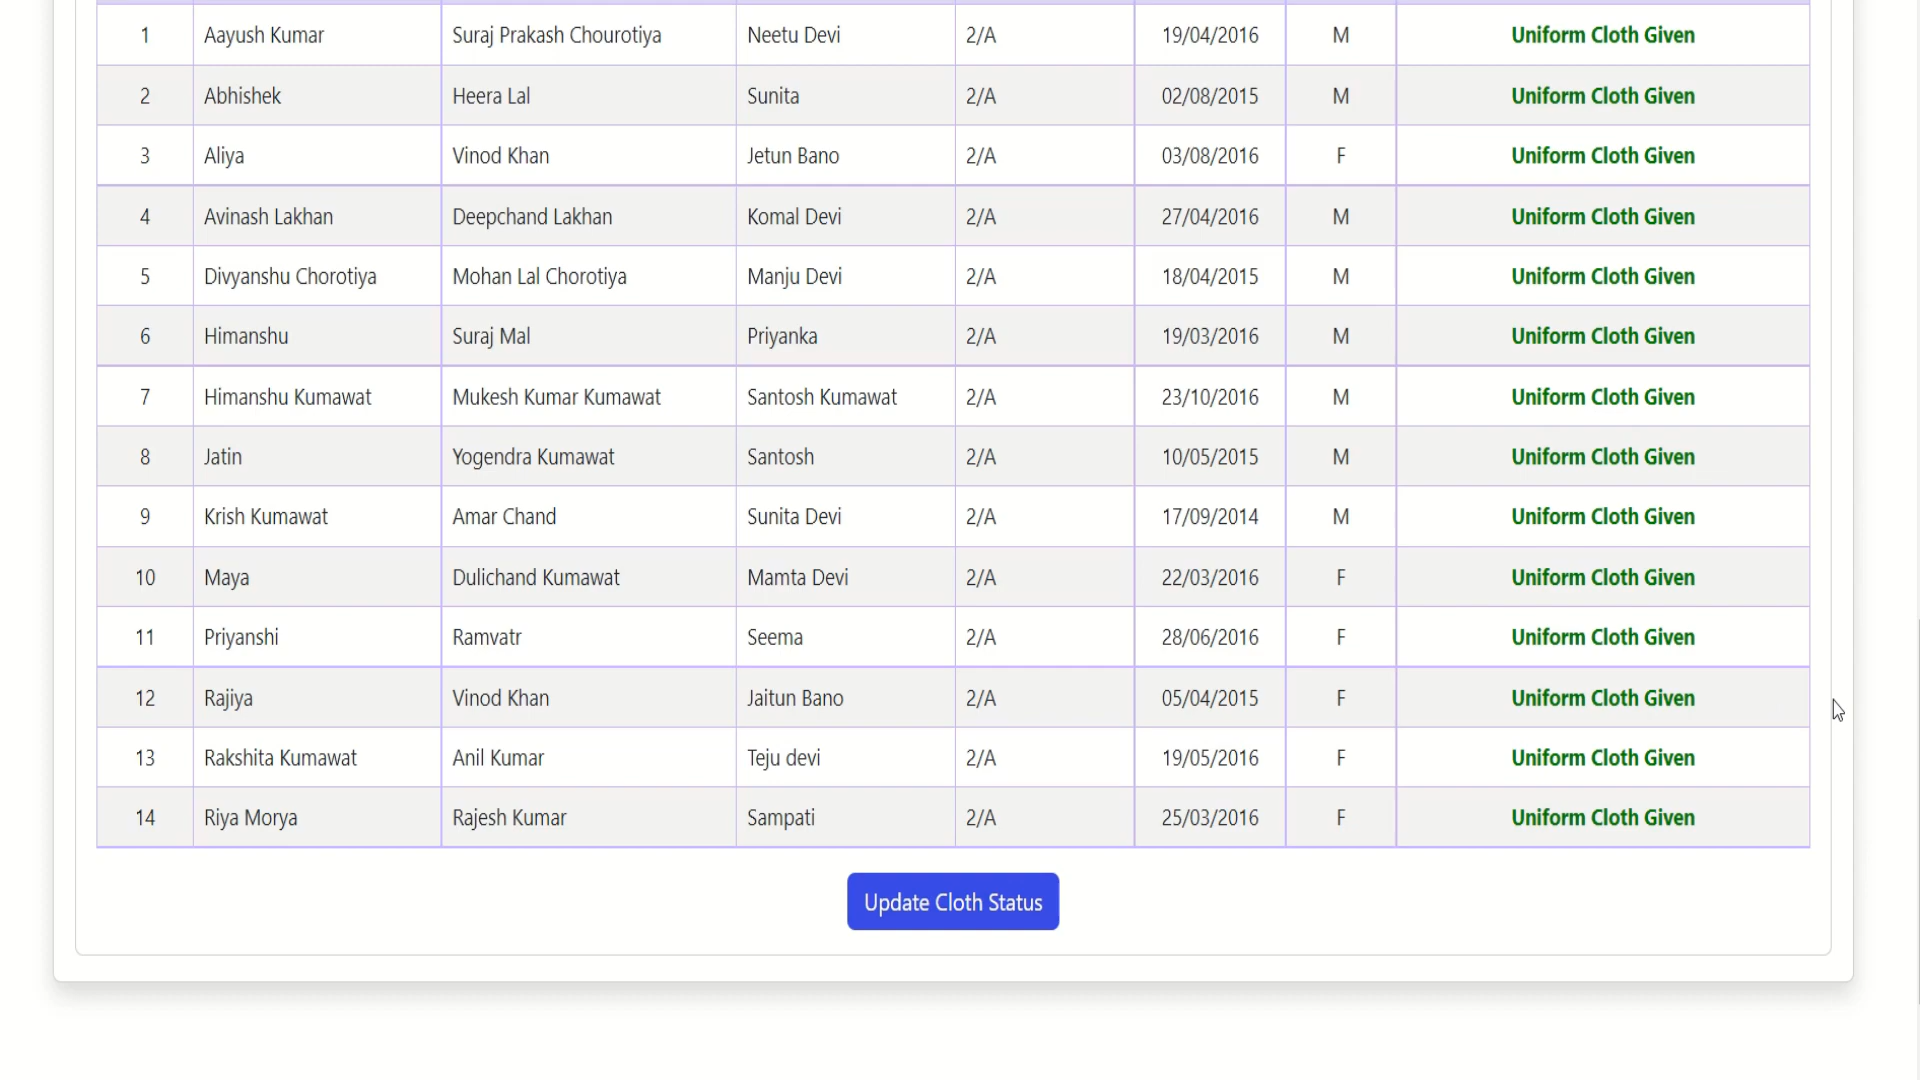 1 Aayush Kumar Suraj Prakash Chourotiya Neetu Devi 2/A 19/04/2016 M Uniform Cloth Given
2 Abhishek Heera Lal Sunita 2/A 02/08/2015 M Uniform Cloth Given
3 Aliya Vinod Khan Jetun Bano 2/A 03/08/2016 F Uniform Cloth Given
4 Avinash Lakhan Deepchand Lakhan Komal Devi 2/A 27/04/2016 M Uniform Cloth Given
5 Divyanshu Chorotiya Mohan Lal Chorotiya Manju Devi 2/A 18/04/2015 M Uniform Cloth Given
6 Himanshu Suraj Mal Priyanka 2/A 19/03/2016 M Uniform Cloth Given
7 Himanshu Kumawat Mukesh Kumar Kumawat Santosh Kumawat 2/A 23/10/2016 M Uniform Cloth Given
8 Jatin Yogendra Kumawat Santosh 2/A 10/05/2015 M Uniform Cloth Given
9 Krish Kumawat Amar Chand Sunita Devi 2/A 17/09/2014 M Uniform Cloth Given
10 Maya Dulichand Kumawat Mamta Devi 2/A 22/03/2016 F Uniform Cloth Given
11 Priyanshi Ramvatr Seema 2/A 28/06/2016 F Uniform Cloth Given
12 Rajiya Vinod Khan Jaitun Bano 2/A 05/04/2015 F Uniform Cloth Given
13 Rakshita Kumawat Anil Kumar Teju devi 2/A 19/05/2016 F Uniform Cloth Given
14 Riya Morya Rajesh Kumar Sampati 2/A 25/03/2016 F Uniform Cloth Given
Update Cloth Status